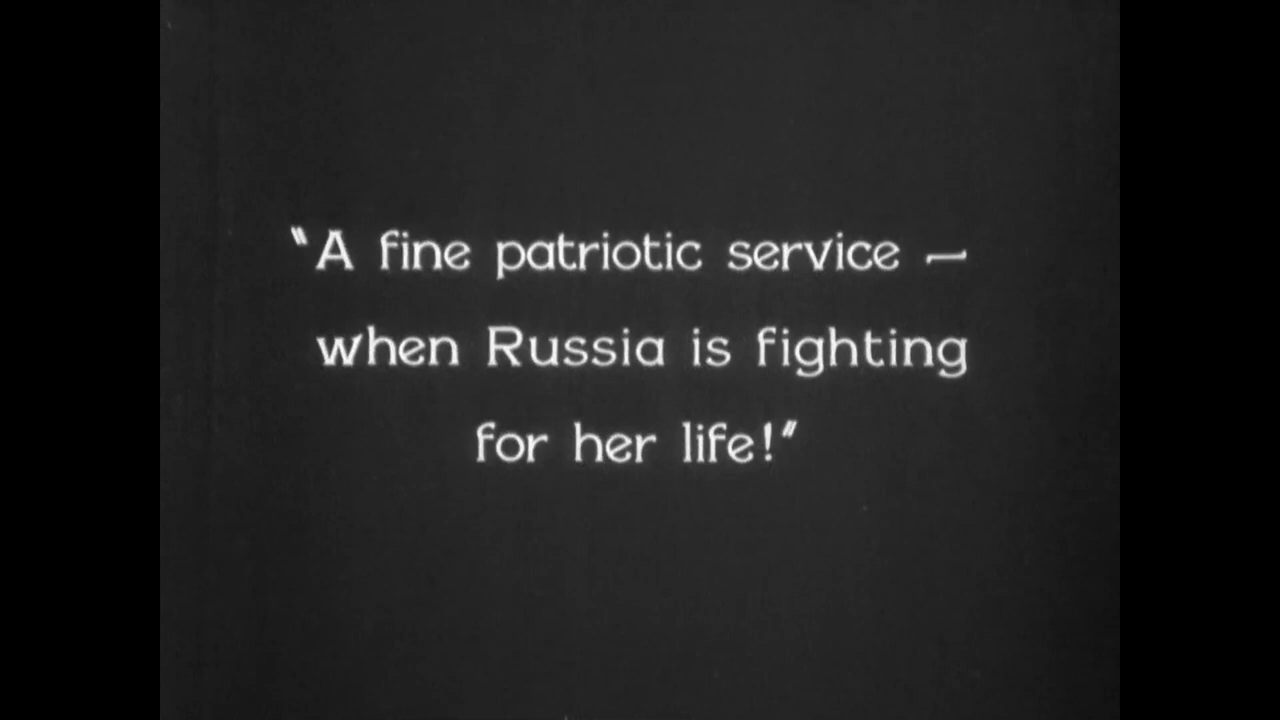 "A fine patriotic service —
when Russia is fighting
for her life!"